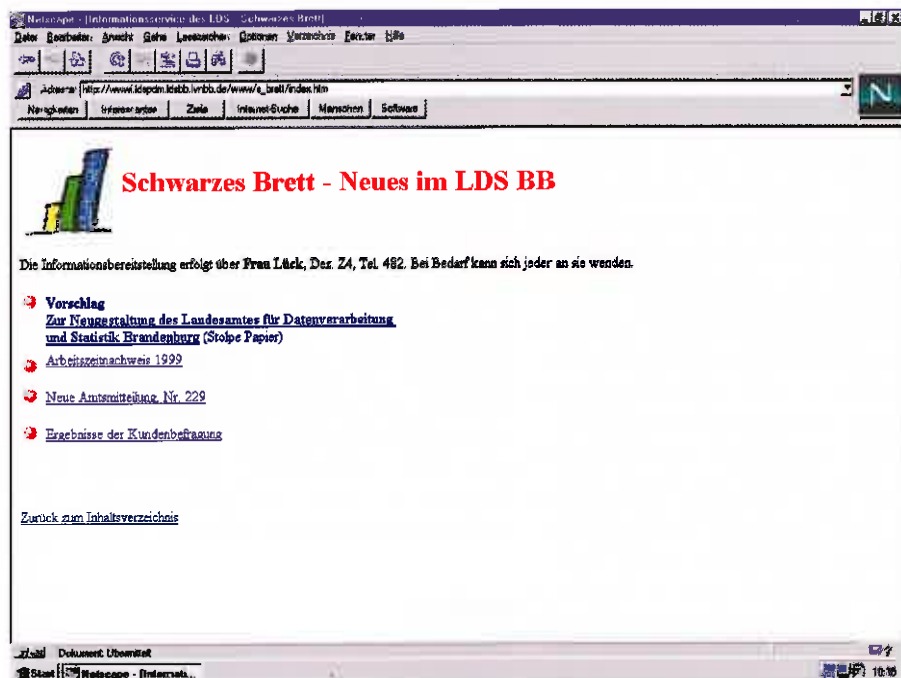 Netscape - [Informationsservice des LDS - Schwarzes Brett]
Datei Bearbeiten Ansicht Gehe Lesezeichen Optionen Verzeichnis Fenster Hilfe
Adresse: http://www.ldspdm.ldsbb.lvnbb.de/www/s_brett/index.htm
Neuigkeiten Interessantes Ziele Internet-Suche Menschen Software
N
Schwarzes Brett - Neues im LDS BB
Die Informationsbereitstellung erfolgt über Frau Lück, Dez. Z4, Tel. 482. Bei Bedarf kann sich jeder an sie wenden.
Vorschlag
Zur Neugestaltung des Landesamtes für Datenverarbeitung
und Statistik Brandenburg (Stolpe Papier)
Arbeitszeitnachweis 1999
Neue Amtsmitteilung, Nr. 229
Ergebnisse der Kundenbefragung
Zurück zum Inhaltsverzeichnis
Dokument: Übermittelt
Start Netscape - [Informati...